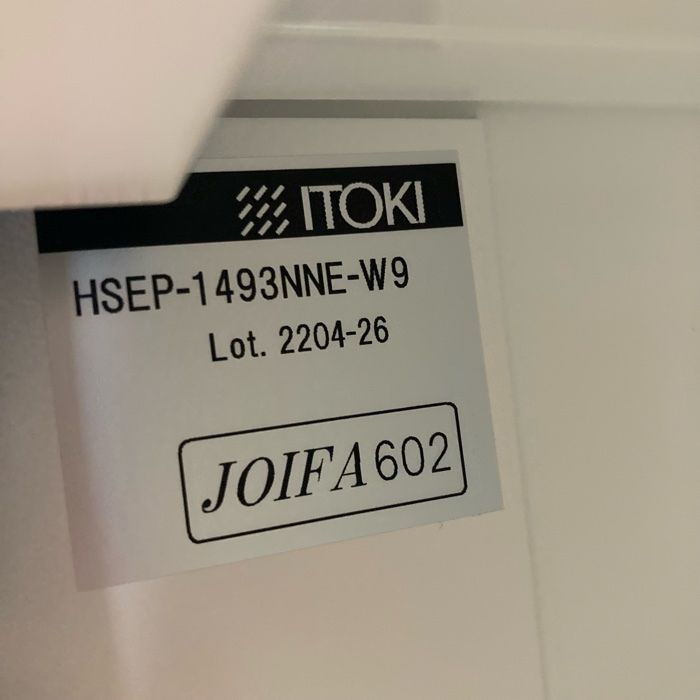 ITOKI
HSEP-1493NNE-W9
Lot. 2204-26
JOIFA602